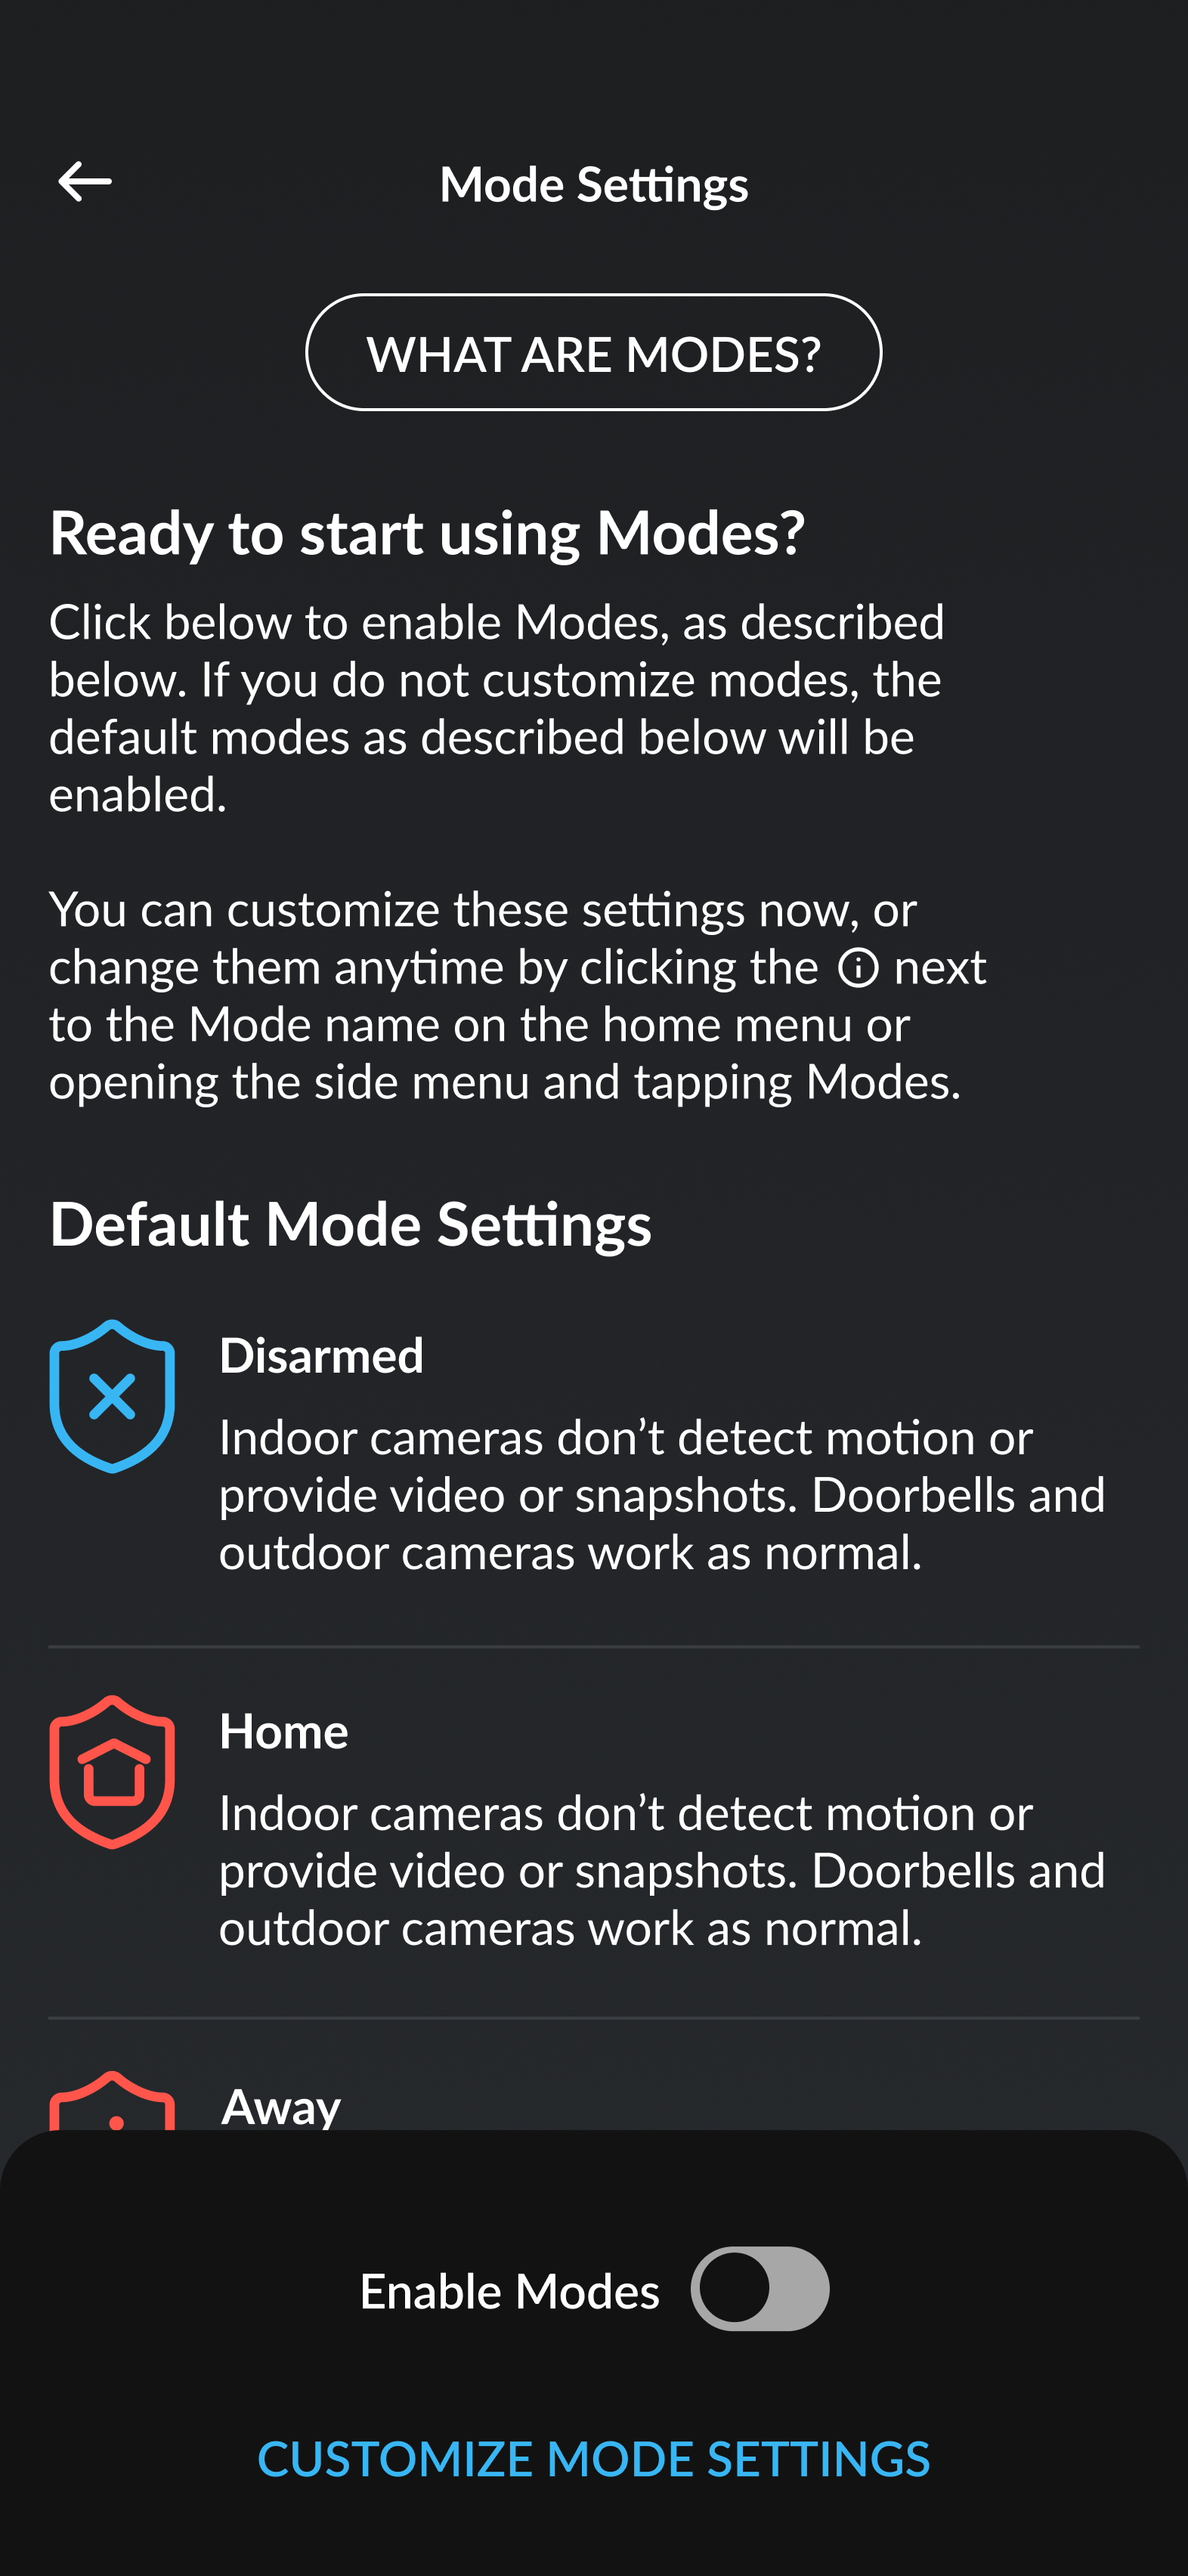 Mode Settings
WHAT ARE MODES?
Ready to start using Modes?
Click below to enable Modes, as described
below. If you do not customize modes, the
default modes as described below will be
enabled.
You can customize these settings now, or
change them anytime by clicking the ⓘ next
to the Mode name on the home menu or
opening the side menu and tapping Modes.
Default Mode Settings
Disarmed
Indoor cameras don’t detect motion or
provide video or snapshots. Doorbells and
outdoor cameras work as normal.
Home
Indoor cameras don’t detect motion or
provide video or snapshots. Doorbells and
outdoor cameras work as normal.
Away
Enable Modes
CUSTOMIZE MODE SETTINGS